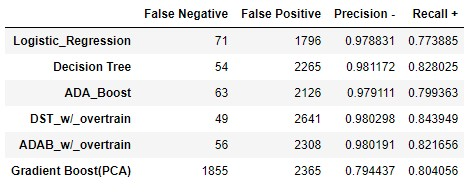 False Negative False Positive Precision - Recall +
Logistic_Regression 71 1796 0.978831 0.773885
Decision Tree 54 2265 0.981172 0.828025
ADA_Boost 63 2126 0.979111 0.799363
DST_w/_overtrain 49 2641 0.980298 0.843949
ADAB_w/_overtrain 56 2308 0.980191 0.821656
Gradient Boost(PCA) 1855 2365 0.794437 0.804056